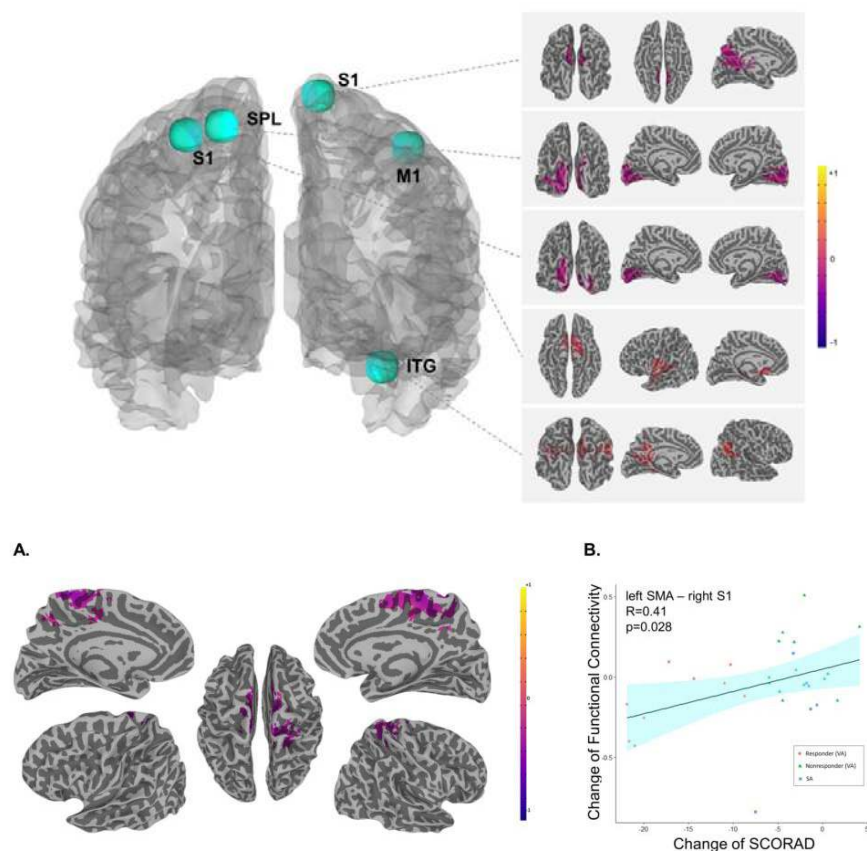 S1
SPL
S1
M1
ITG
+1
0
-1
A.
+1
0
-1
B.
Change of Functional Connectivity
left SMA – right S1
R=0.41
p=0.028
0.5
0.0
-0.5
Responder (VA)
Nonresponder (VA)
SA
-20
-15
-10
-5
0
5
Change of SCORAD